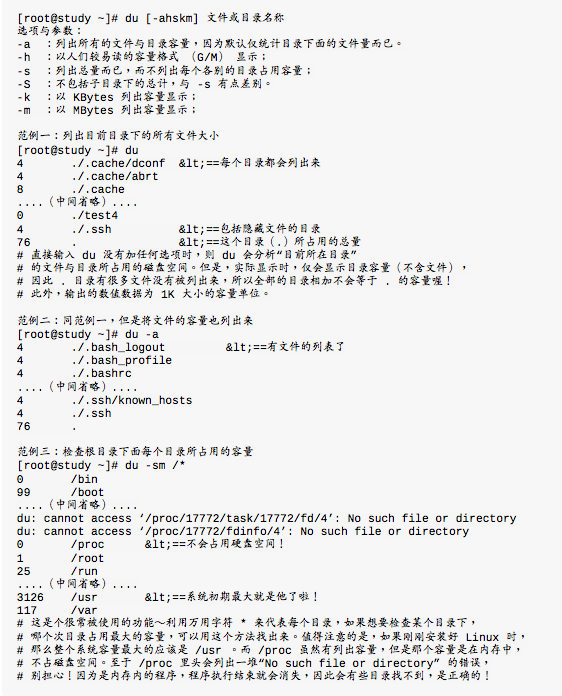 [root@study ~]# du [-ahskm] 文件或目录名称
选项与参数：
-a ：列出所有的文件与目录容量，因为默认仅统计目录下面的文件量而已。
-h ：以人们较易读的容量格式 （G/M） 显示；
-s ：列出总量而已，而不列出每个各别的目录占用容量；
-S ：不包括子目录下的总计，与 -s 有点差别。
-k ：以 KBytes 列出容量显示；
-m ：以 MBytes 列出容量显示；
范例一：列出目前目录下的所有文件大小
[root@study ~]# du
4 ./.cache/dconf &lt;==每个目录都会列出来
4 ./.cache/abrt
8 ./.cache
....（中间省略）....
0 ./test4
4 ./.ssh &lt;==包括隐藏文件的目录
76 . &lt;==这个目录（.）所占用的总量
# 直接输入 du 没有加任何选项时，则 du 会分析“目前所在目录”
# 的文件与目录所占用的磁盘空间。但是，实际显示时，仅会显示目录容量（不含文件），
# 因此 . 目录有很多文件没有被列出来，所以全部的目录相加不会等于 . 的容量喔！
# 此外，输出的数值数据为 1K 大小的容量单位。
范例二：同范例一，但是将文件的容量也列出来
[root@study ~]# du -a
4 ./.bash_logout &lt;==有文件的列表了
4 ./.bash_profile
4 ./.bashrc
....（中间省略）....
4 ./.ssh/known_hosts
4 ./.ssh
76 .
范例三：检查根目录下面每个目录所占用的容量
[root@study ~]# du -sm /*
0 /bin
99 /boot
....（中间省略）....
du: cannot access ‘/proc/17772/task/17772/fd/4’: No such file or directory
du: cannot access ‘/proc/17772/fdinfo/4’: No such file or directory
0 /proc &lt;==不会占用硬盘空间！
1 /root
25 /run
....（中间省略）....
3126 /usr &lt;==系统初期最大就是他了啦！
117 /var
# 这是个很常被使用的功能～利用万用字符 * 来代表每个目录，如果想要检查某个目录下，
# 哪个次目录占用最大的容量，可以用这个方法找出来。值得注意的是，如果刚刚安装好 Linux 时，
# 那么整个系统容量最大的应该是 /usr 。而 /proc 虽然有列出容量，但是那个容量是在内存中，
# 不占磁盘空间。至于 /proc 里头会列出一堆“No such file or directory” 的错误，
# 别担心！因为是内存内的程序，程序执行结束就会消失，因此会有些目录找不到，是正确的！